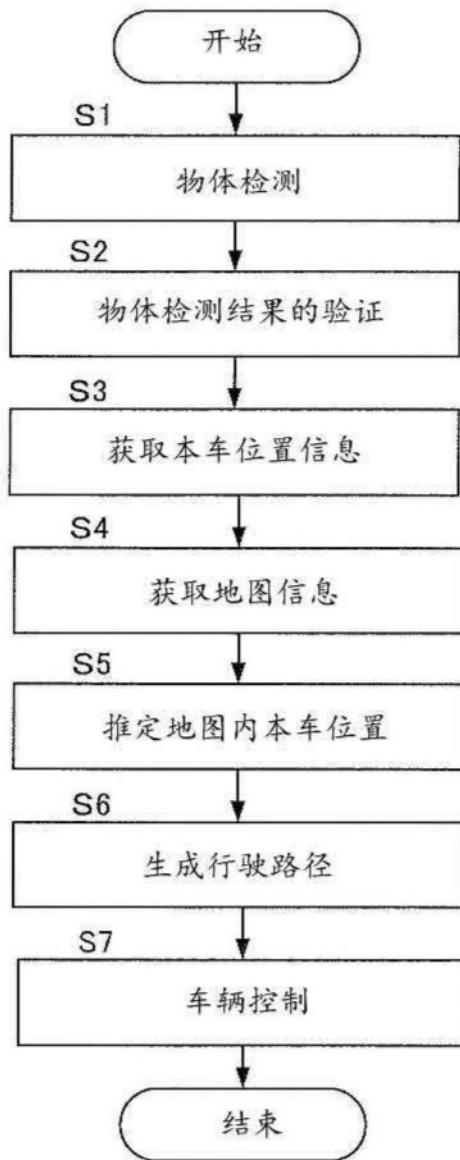 开始
S1
物体检测
S2
物体检测结果的验证
S3
获取本车位置信息
S4
获取地图信息
S5
推定地图内本车位置
S6
生成行驶路径
S7
车辆控制
结束